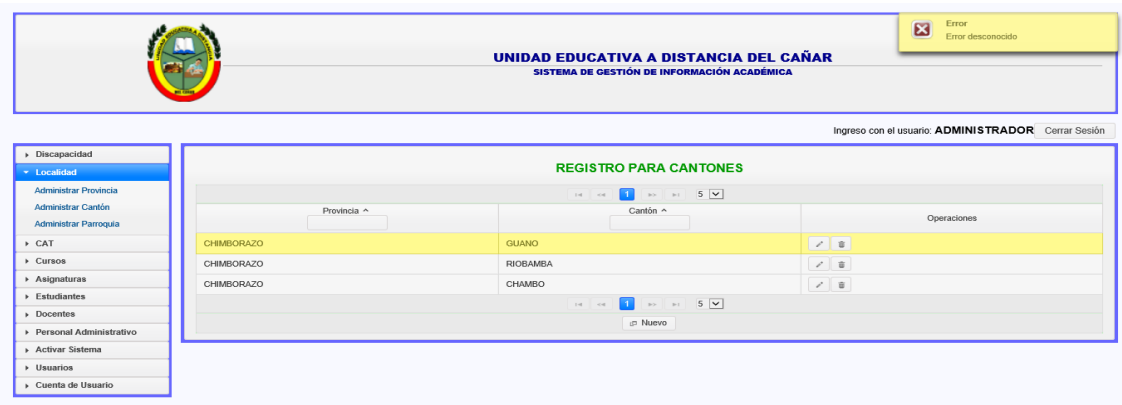 Error
Error desconocido
UNIDAD EDUCATIVA A DISTANCIA DEL CAÑAR
SISTEMA DE GESTIÓN DE INFORMACIÓN ACADÉMICA
Ingreso con el usuario: ADMINISTRADOR Cerrar Sesión
Discapacidad
Localidad
Administrar Provincia
Administrar Cantón
Administrar Parroquia
CAT
Cursos
Asignaturas
Estudiantes
Docentes
Personal Administrativo
Activar Sistema
Usuarios
Cuenta de Usuario
REGISTRO PARA CANTONES
1 5
Provincia Cantón Operaciones
CHIMBORAZO GUANO
CHIMBORAZO RIOBAMBA
CHIMBORAZO CHAMBO
1 5
Nuevo